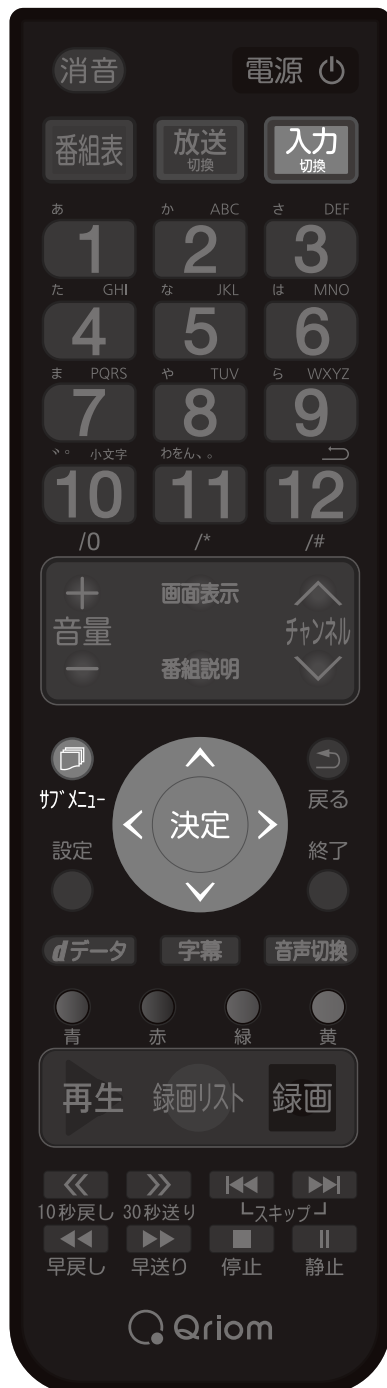 消音 電源
番組表 放送 切換 入力 切換
あ か ABC さ DEF
1 2 3
た GHI な JKL は MNO
4 5 6
ま PQRS や TUV ら WXYZ
7 8 9
゛゜ 小文字 わをん、。
10 11 12
/0 /* /#
+ 画面表示
音量 チャンネル
- 番組説明
サブメニュー 決定 戻る
設定 終了
dデータ 字幕 音声切換
青 赤 緑 黄
再生 録画リスト 録画
10秒戻し 30秒送り スキップ
早戻し 早送り 停止 静止
Qriom